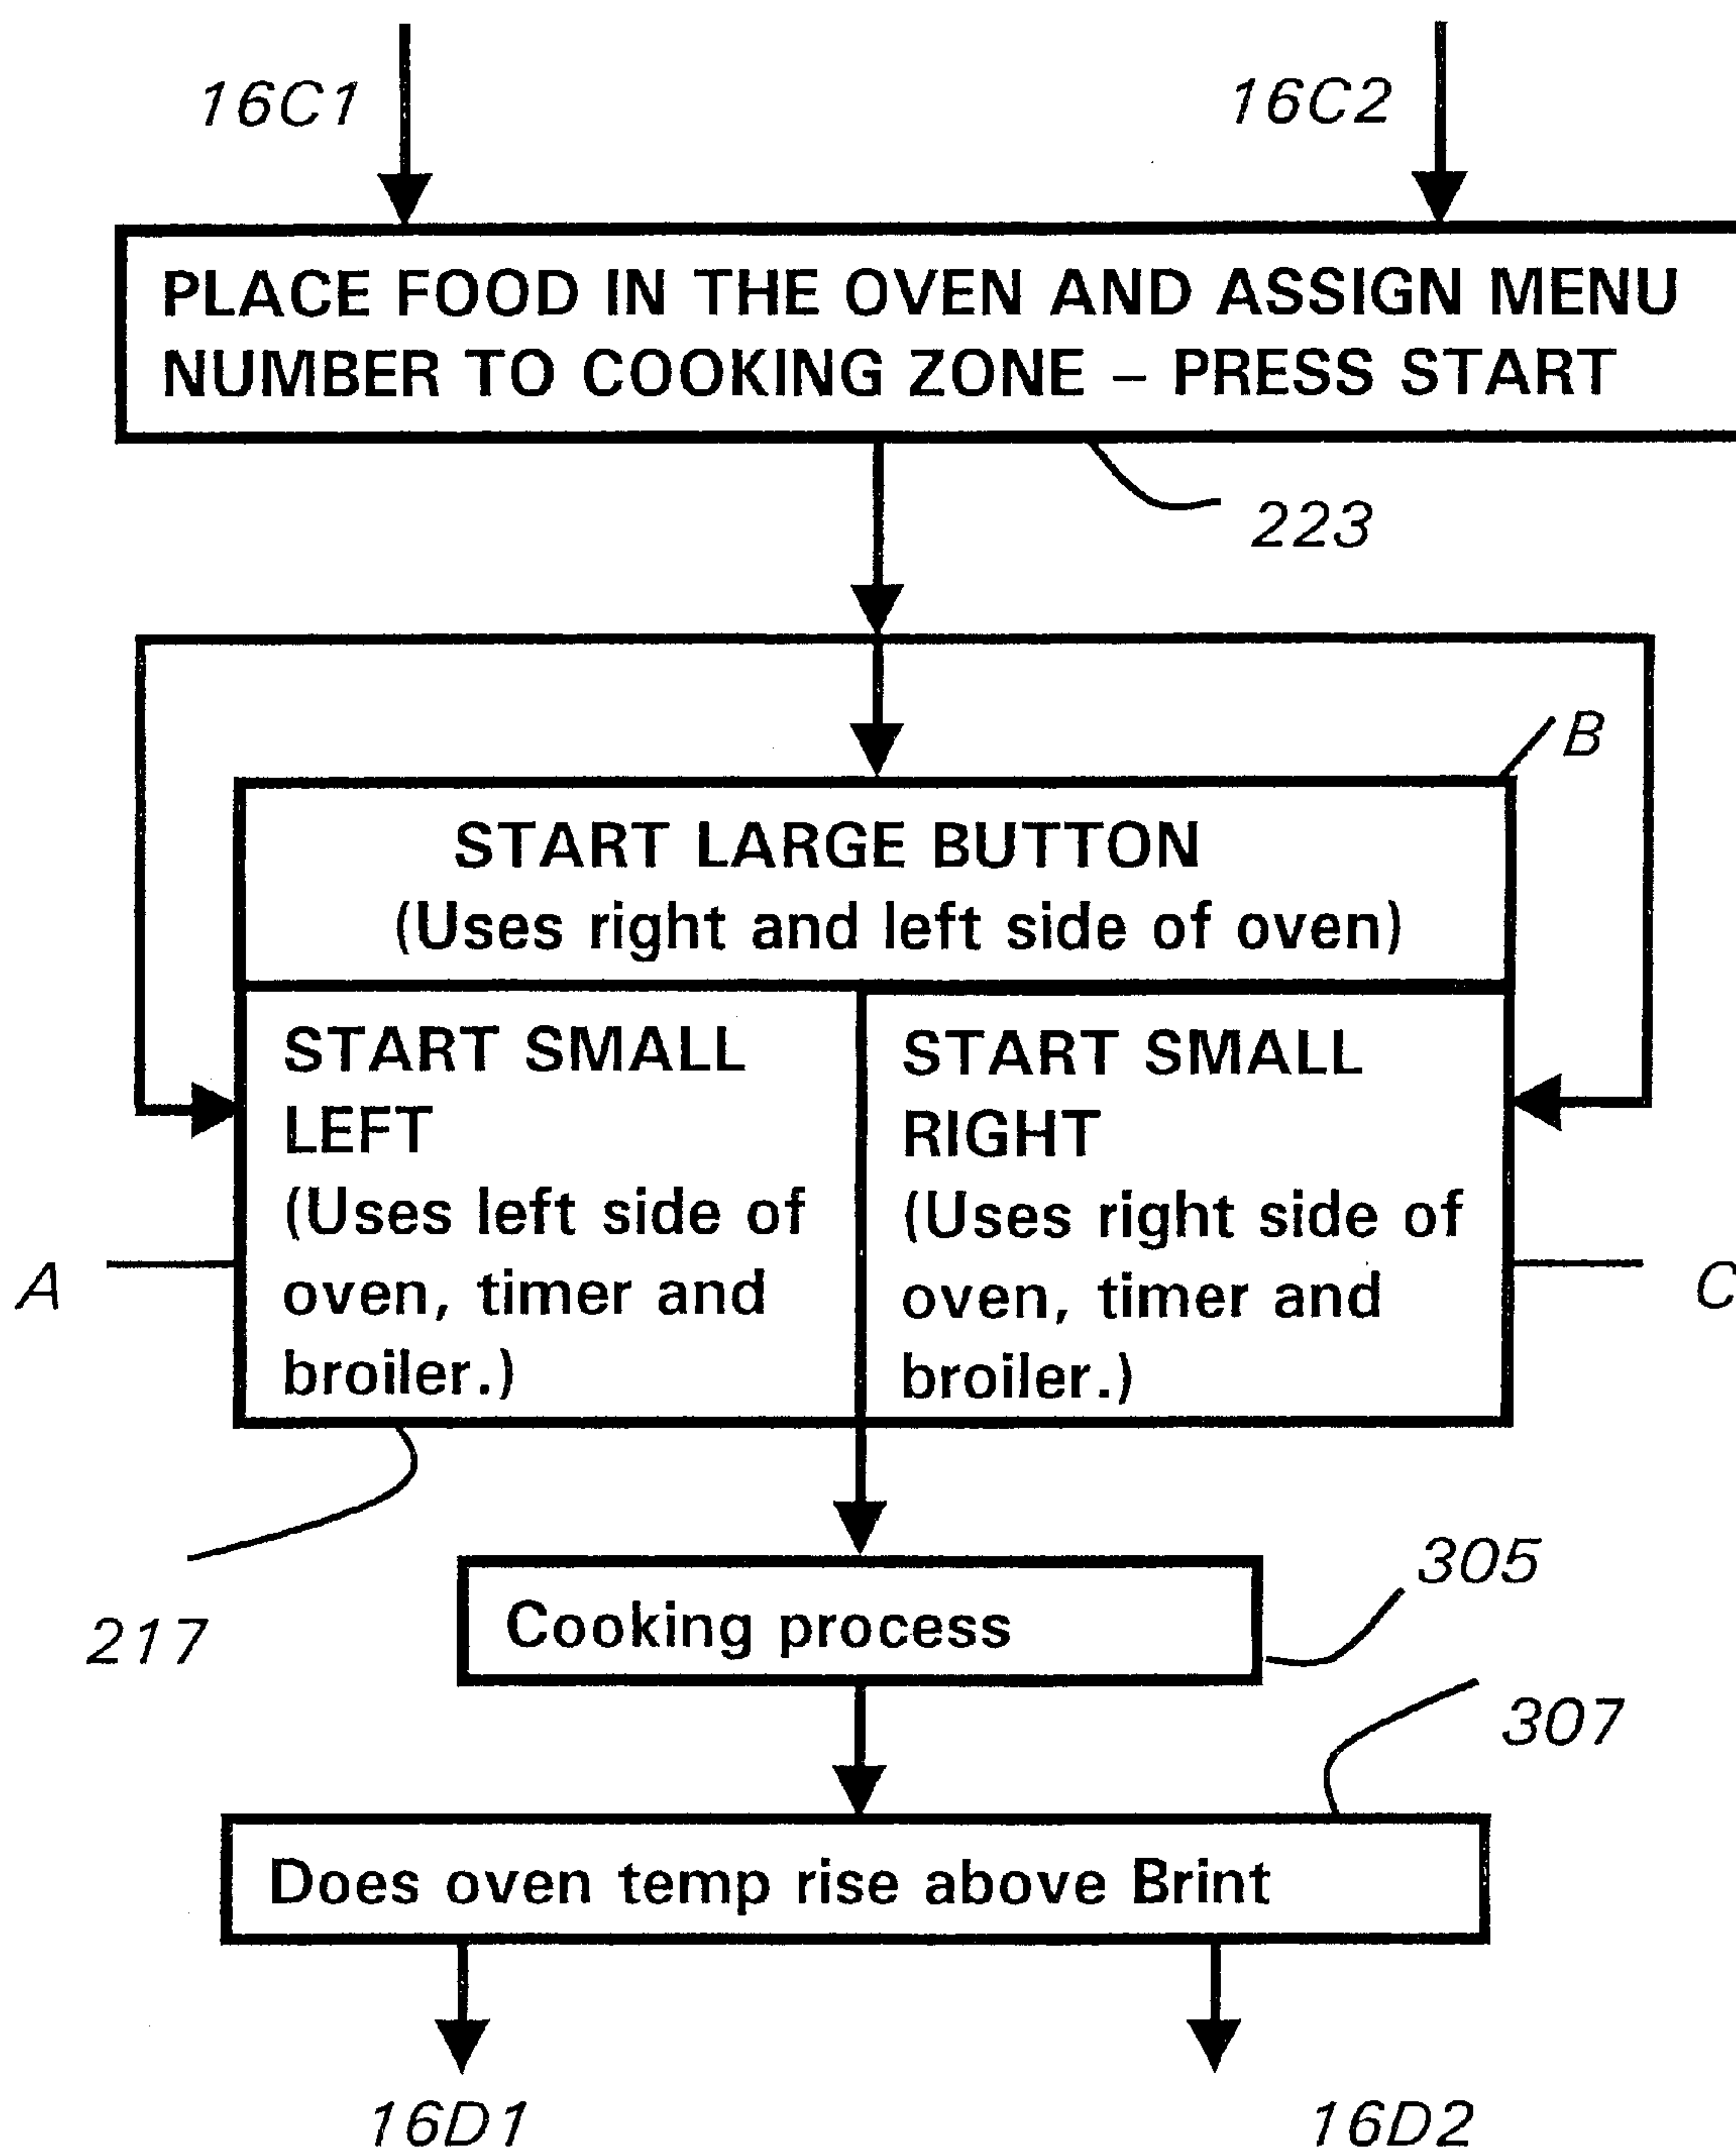 16C1
16C2
PLACE FOOD IN THE OVEN AND ASSIGN MENU
NUMBER TO COOKING ZONE – PRESS START
223
B
START LARGE BUTTON
(Uses right and left side of oven)
START SMALL
LEFT
(Uses left side of
oven, timer and
broiler.)
START SMALL
RIGHT
(Uses right side of
oven, timer and
broiler.)
A
C
217
Cooking process
305
307
Does oven temp rise above Brint
16D1
16D2